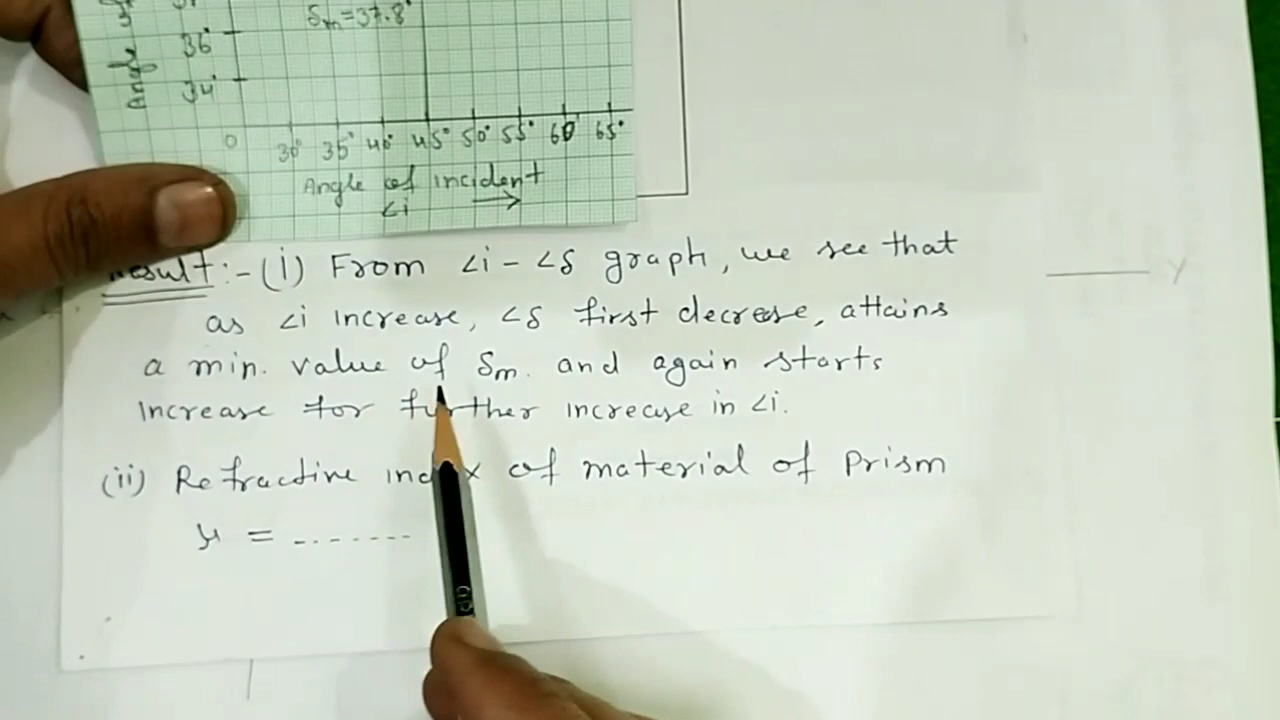 δm = 37.8°
36°
34°
0 30° 35° 40° 45° 50° 55° 60° 65°
Angle of incident
∠i
Result:- (i) From ∠i - ∠δ graph, we see that
as ∠i increase, ∠δ first decrese, attains
a min. value of δm. and again starts
increase for further increase in ∠i.
Y
(ii) Refractive index of material of Prism
μ = ........